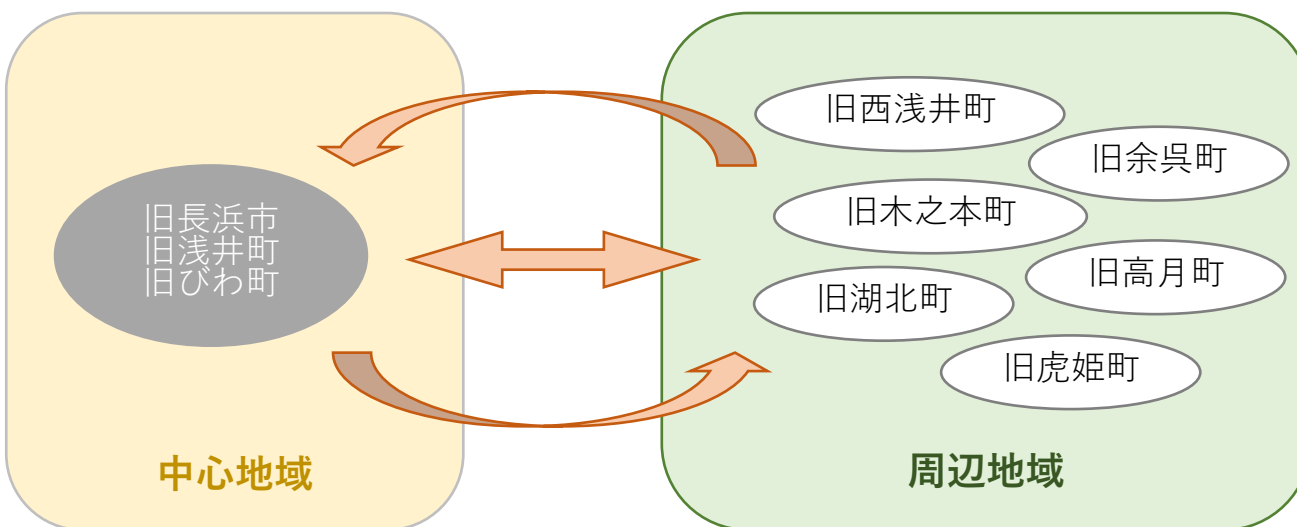 旧長浜市
旧浅井町
旧びわ町
中心地域
旧西浅井町
旧余呉町
旧木之本町
旧高月町
旧湖北町
旧虎姫町
周辺地域